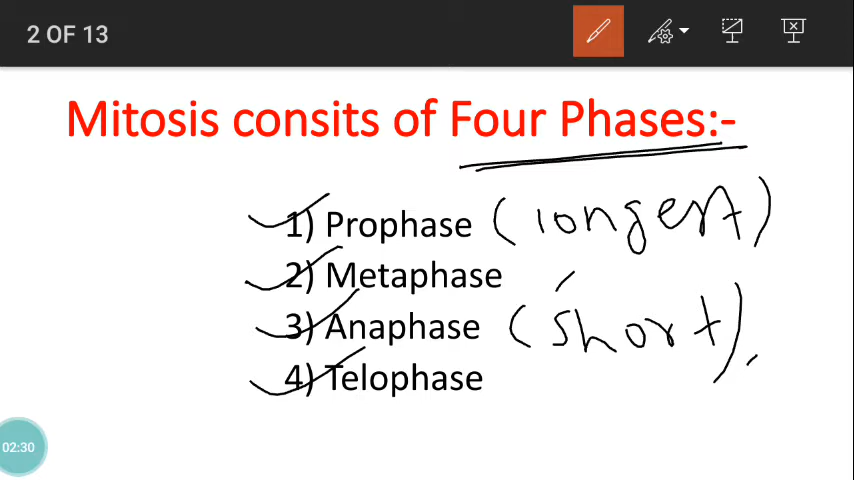 2 OF 13
Mitosis consits of Four Phases:-
1) Prophase (longest)
2) Metaphase
3) Anaphase (short)
4) Telophase
02:30